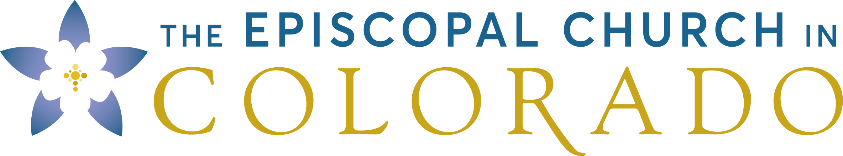 THE EPISCOPAL CHURCH IN
COLORADO